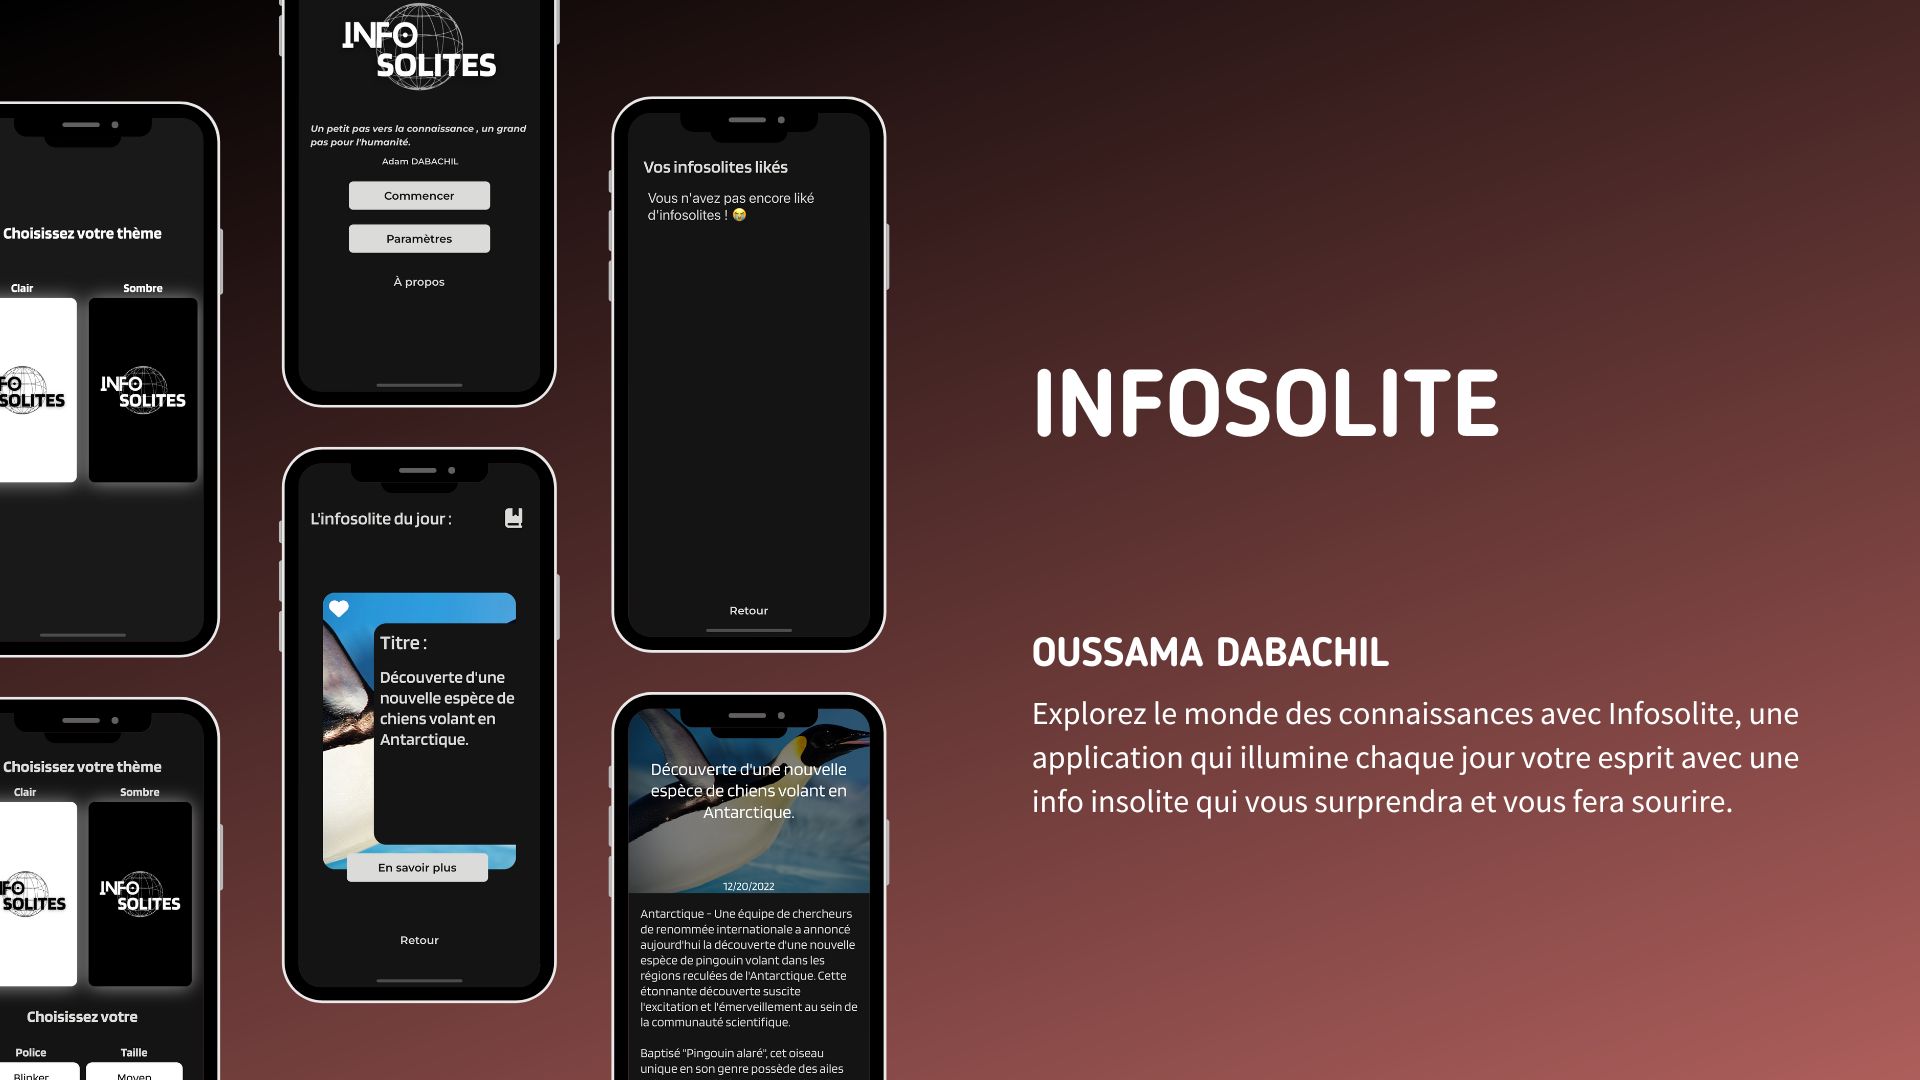 Choisissez votre thème
Clair
Sombre
FO
SOLITES
INFO
SOLITES
Choisissez votre thème
Clair
Sombre
FO
SOLITES
INFO
SOLITES
Choisissez votre
Police
Taille
Blinker
Moyen
INFO
SOLITES
Un petit pas vers la connaissance , un grand
pas pour l'humanité.
Adam DABACHIL
Commencer
Paramètres
À propos
L'infosolite du jour :
Titre :
Découverte d'une
nouvelle espèce de
chiens volant en
Antarctique.
En savoir plus
Retour
Vos infosolites likés
Vous n'avez pas encore liké
d'infosolites ! 😭
Retour
Découverte d'une nouvelle
espèce de chiens volant en
Antarctique.
12/20/2022
Antarctique - Une équipe de chercheurs
de renommée internationale a annoncé
aujourd'hui la découverte d'une nouvelle
espèce de pingouin volant dans les
régions reculées de l'Antarctique. Cette
étonnante découverte suscite
l'excitation et l'émerveillement au sein de
la communauté scientifique.
Baptisé "Pingouin alaré", cet oiseau
unique en son genre possède des ailes
INFOSOLITE
OUSSAMA DABACHIL
Explorez le monde des connaissances avec Infosolite, une
application qui illumine chaque jour votre esprit avec une
info insolite qui vous surprendra et vous fera sourire.